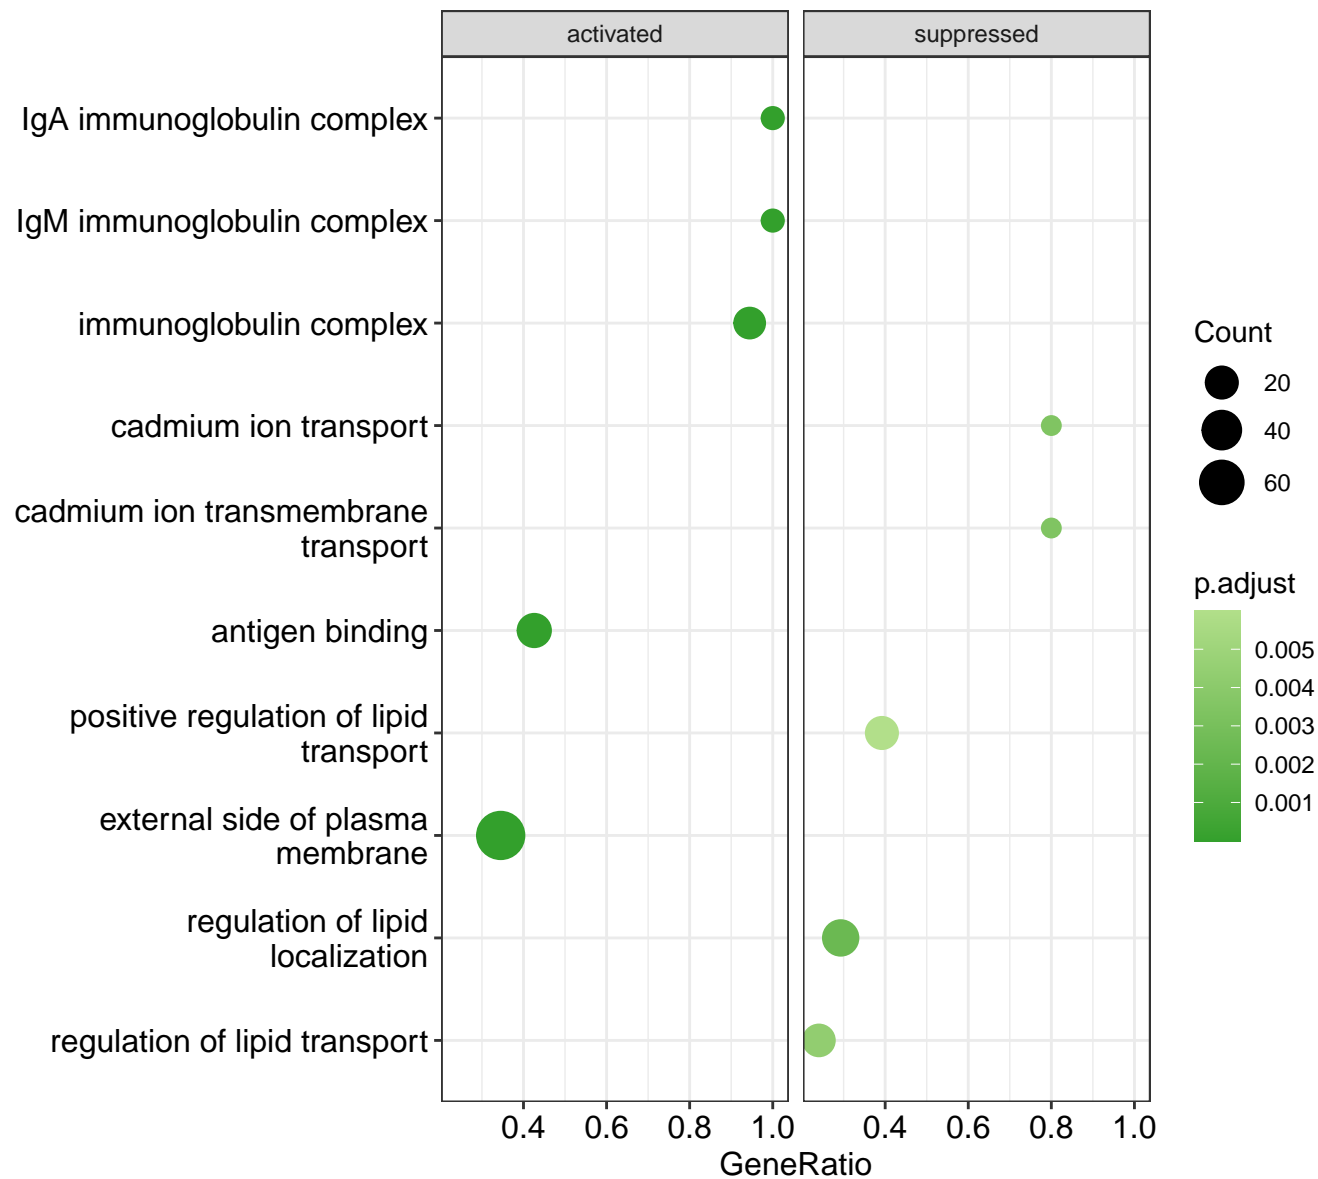 activated
suppressed
IgA immunoglobulin complex
IgM immunoglobulin complex
immunoglobulin complex
cadmium ion transport
cadmium ion transmembrane
transport
antigen binding
positive regulation of lipid
transport
external side of plasma
membrane
regulation of lipid
localization
regulation of lipid transport
0.4 0.6 0.8 1.0
0.4 0.6 0.8 1.0
GeneRatio
Count
20
40
60
p.adjust
0.005
0.004
0.003
0.002
0.001